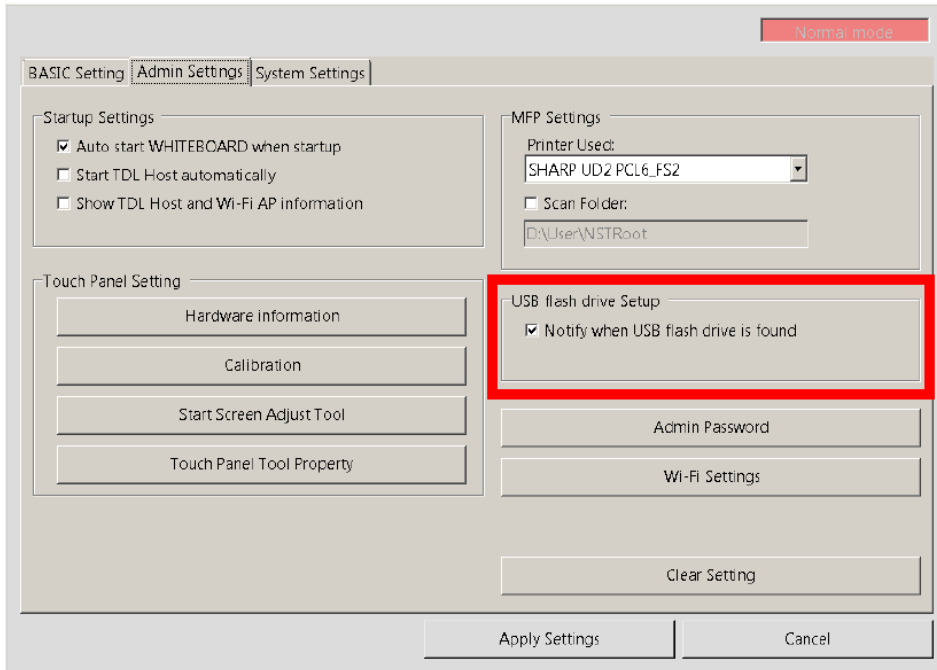 Normal mode
BASIC Setting
Admin Settings
System Settings
Startup Settings
Auto start WHITEBOARD when startup
Start TDL Host automatically
Show TDL Host and Wi-Fi AP information
MFP Settings
Printer Used:
SHARP UD2 PCL6_FS2
Scan Folder:
D:\User\NSTRoot
Touch Panel Setting
Hardware information
Calibration
Start Screen Adjust Tool
Touch Panel Tool Property
USB flash drive Setup
Notify when USB flash drive is found
Admin Password
Wi-Fi Settings
Clear Setting
Apply Settings
Cancel